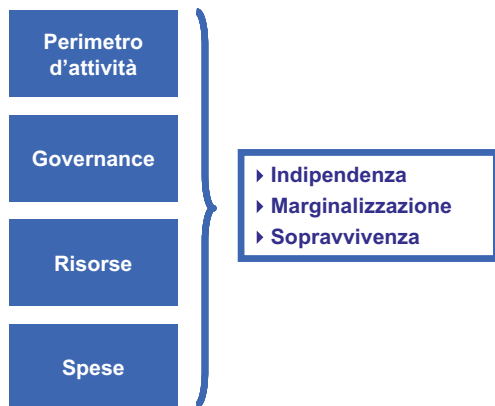 Perimetro
d’attività
Governance
Risorse
Spese
Indipendenza
Marginalizzazione
Sopravvivenza